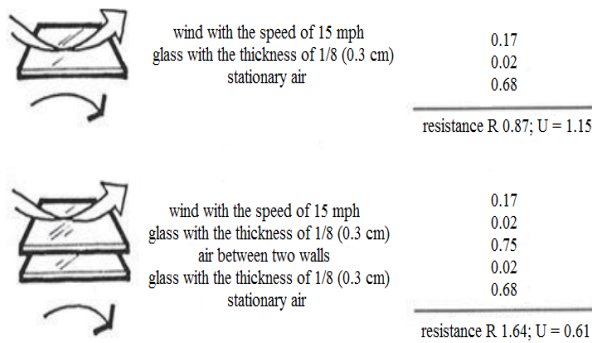 wind with the speed of 15 mph
glass with the thickness of 1/8 (0.3 cm)
stationary air
0.17
0.02
0.68
resistance R 0.87; U = 1.15
wind with the speed of 15 mph
glass with the thickness of 1/8 (0.3 cm)
air between two walls
glass with the thickness of 1/8 (0.3 cm)
stationary air
0.17
0.02
0.75
0.02
0.68
resistance R 1.64; U = 0.61